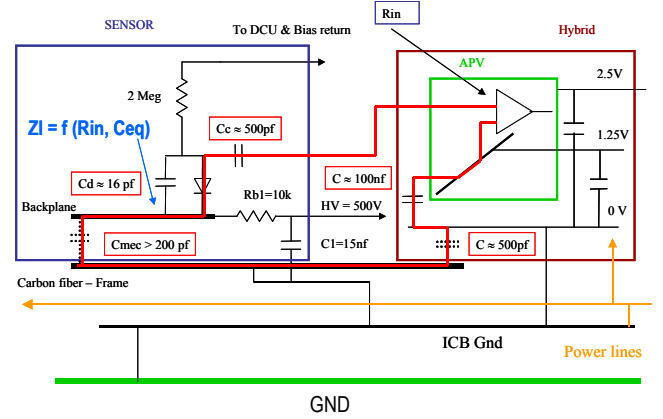 SENSOR
To DCU & Bias return
Rin
Hybrid
APV
2.5V
2 Meg
ZI = f (Rin, Ceq)
Cc ≈ 500pf
1.25V
Cd ≈ 16 pf
C ≈ 100nf
Rb1=10k
Backplane
HV = 500V
0 V
Cmec > 200 pf
C1=15nf
C ≈ 500pf
Carbon fiber – Frame
ICB Gnd
Power lines
GND